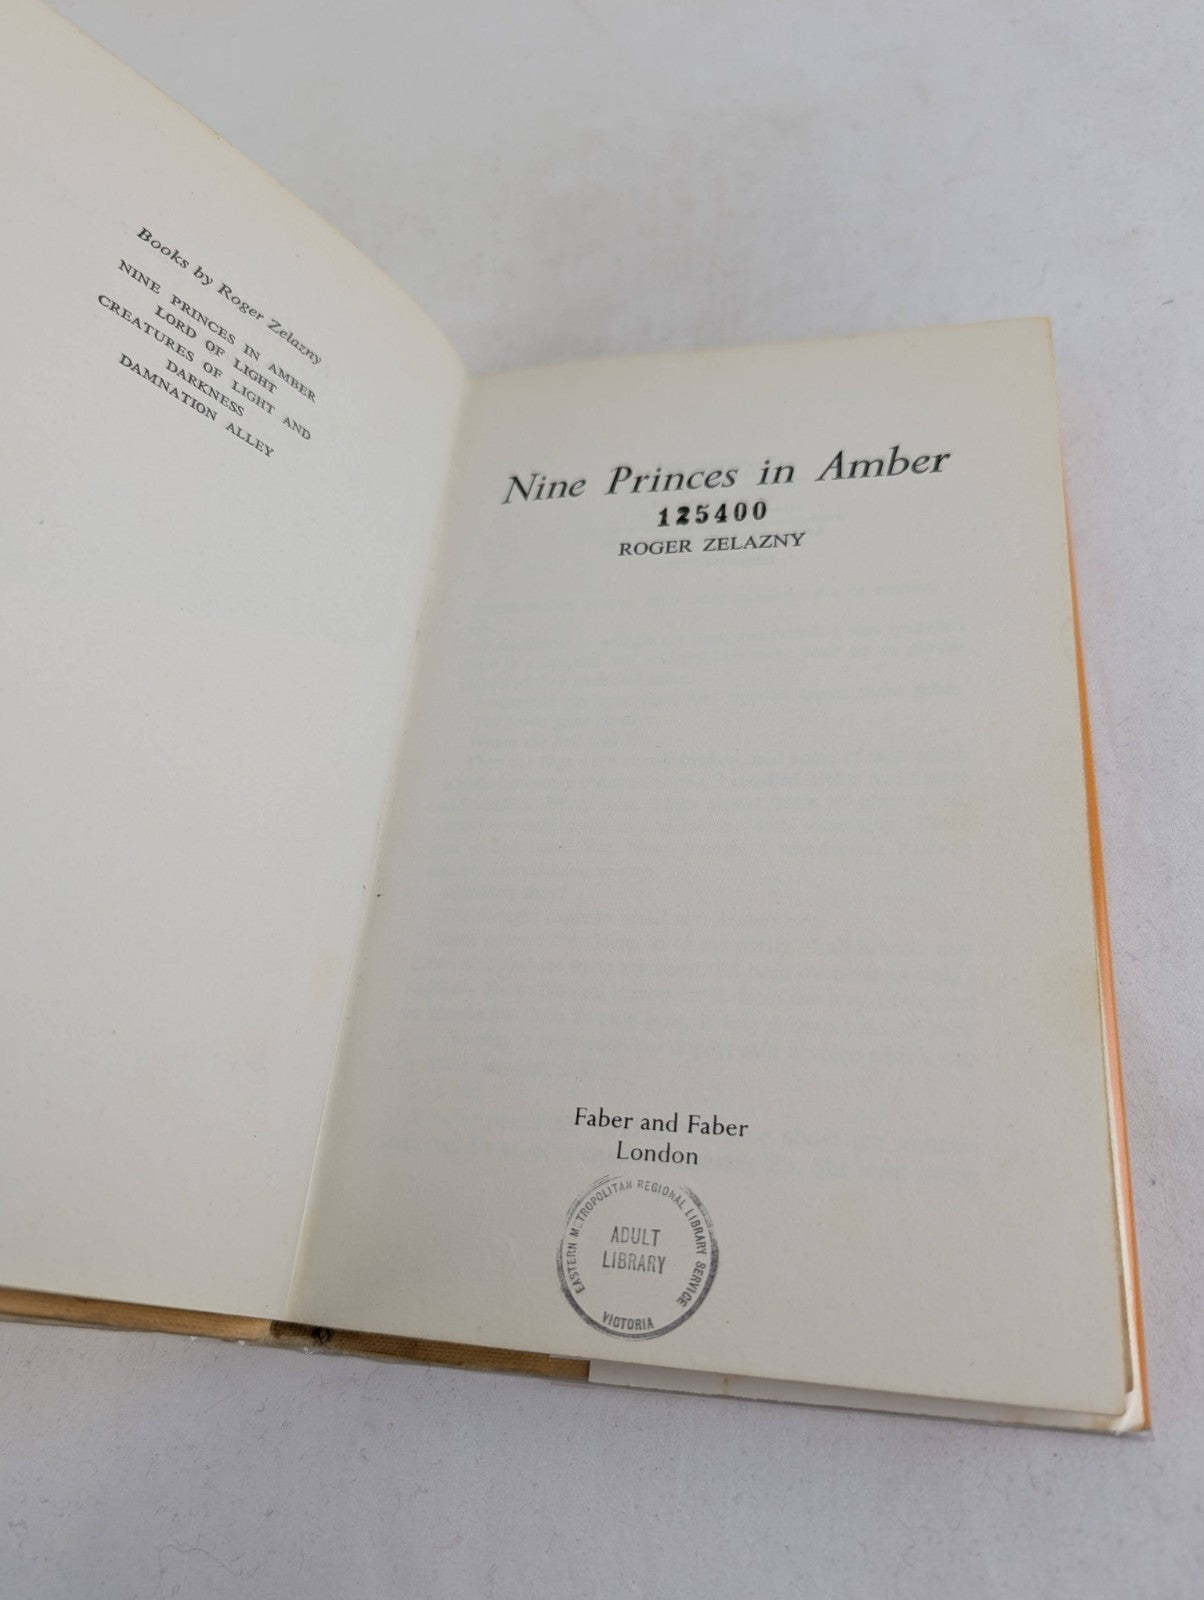 Books by Roger Zelazny
NINE PRINCES IN AMBER
LORD OF LIGHT
CREATURES OF LIGHT AND
DARKNESS
DAMNATION ALLEY
Nine Princes in Amber
125400
ROGER ZELAZNY
Faber and Faber
London
EASTERN METROPOLITAN REGIONAL LIBRARY SERVICE
ADULT
LIBRARY
VICTORIA